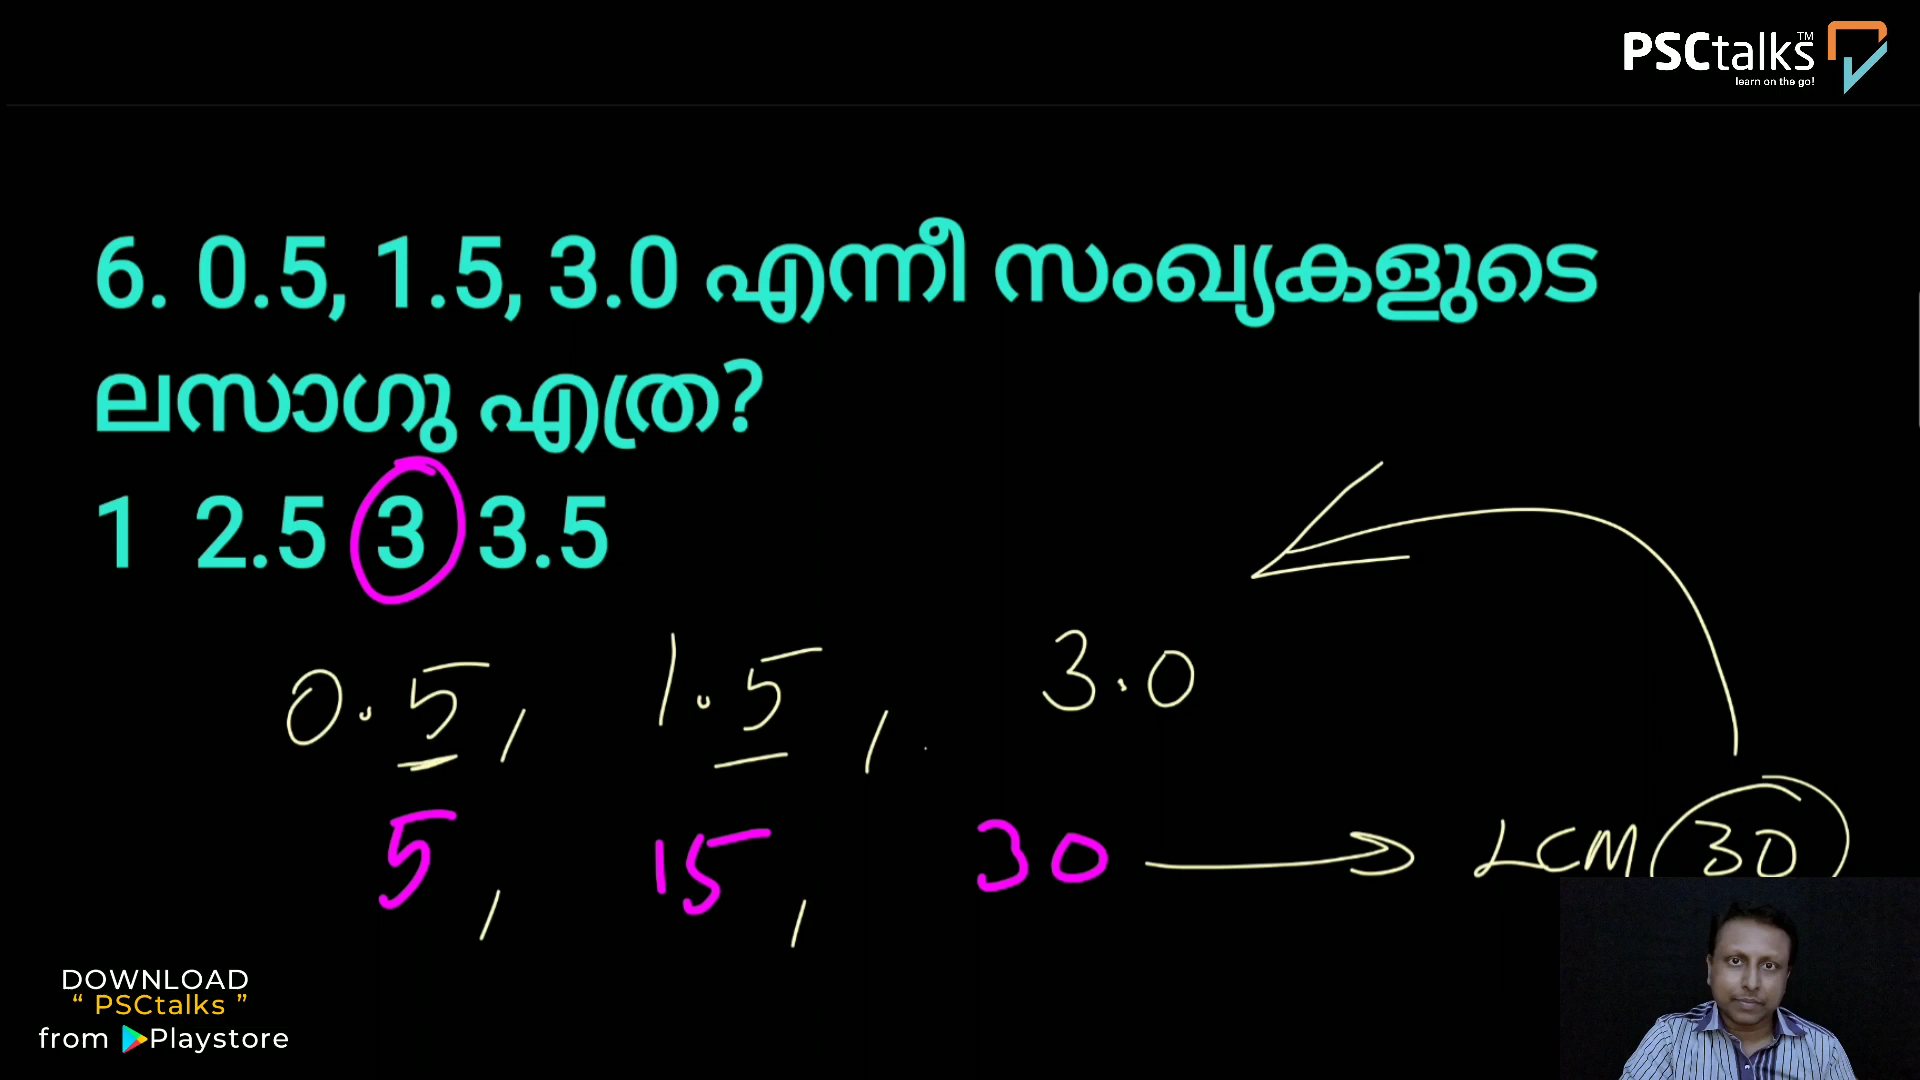 PSCtalks™
learn on the go!
6. 0.5, 1.5, 3.0 എന്നീ സംഖ്യകളുടെ
ലസാഗു എത്ര?
1 2.5 3 3.5
0.5, 1.5, 3.0
5, 15, 30 → LCM 30
DOWNLOAD
“ PSCtalks ”
from Playstore